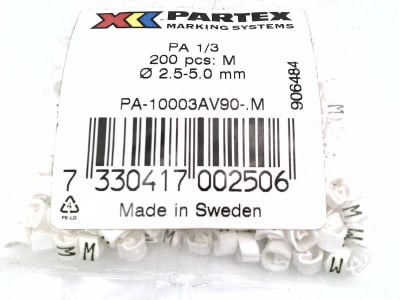 PARTEX
MARKING SYSTEMS
PA 1/3
200 pcs: M
Ø 2.5-5.0 mm
906484
PA-10003AV90-.M
7 330417 002506
4
PE-LD
Made in Sweden
M
M
M
M
M
M
M